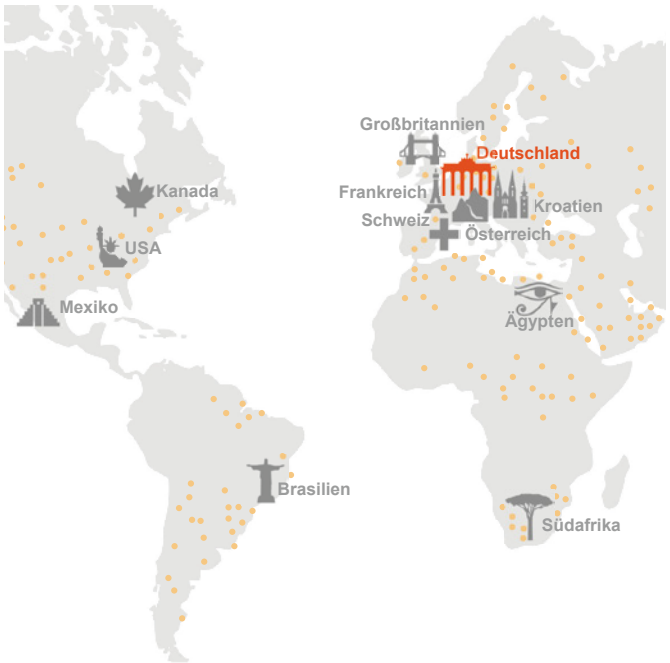 Großbritannien
Deutschland
Kanada
Frankreich
Kroatien
Schweiz
Österreich
USA
Mexiko
Ägypten
Brasilien
Südafrika